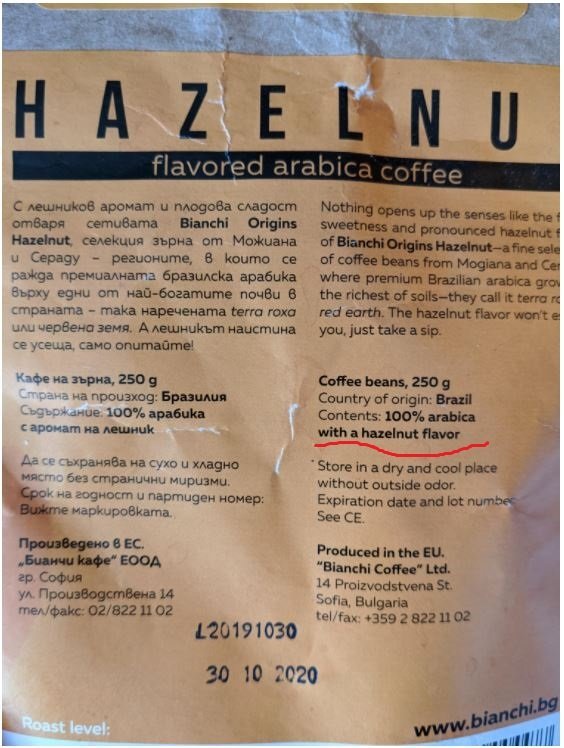 HAZELNU
flavored arabica coffee
С лешников аромат и плодова сладост
отваря сетивата Bianchi Origins
Hazelnut, селекция зърна от Можиана
и Серадо – регионите, в които се
ражда премиалната бразилска арабика
върху едни от най-богатите почви в
страната – така наречената terra roxa
или червена земя. А лешникът наистина
се усеща, само опитайте!
Кафе на зърна, 250 g
Страна на произход: Бразилия
Съдържание: 100% арабика
с аромат на лешник
Да се съхранява на сухо и хладно
място без странични миризми.
Срок на годност и партиден номер:
Вижте маркировката.
Произведено в ЕС.
„Бианчи кафе“ ЕООД
гр. София
ул. Производствена 14
тел/факс: 02/822 11 02
Nothing opens up the senses like the
sweetness and pronounced hazelnut
of Bianchi Origins Hazelnut—a fine
of coffee beans from Mogiana and
where premium Brazilian arabica
the richest of soils—they call it terra
red earth. The hazelnut flavor won't
you, just take a sip.
Coffee beans, 250 g
Country of origin: Brazil
Contents: 100% arabica
with a hazelnut flavor
Store in a dry and cool place
without outside odor.
Expiration date and lot number
See CE.
Produced in the EU.
"Bianchi Coffee" Ltd.
14 Proizvodstvena St.
Sofia, Bulgaria
tel/fax: +359 2 822 11 02
L20191030
30 10 2020
Roast level:
www.bianchi.bg